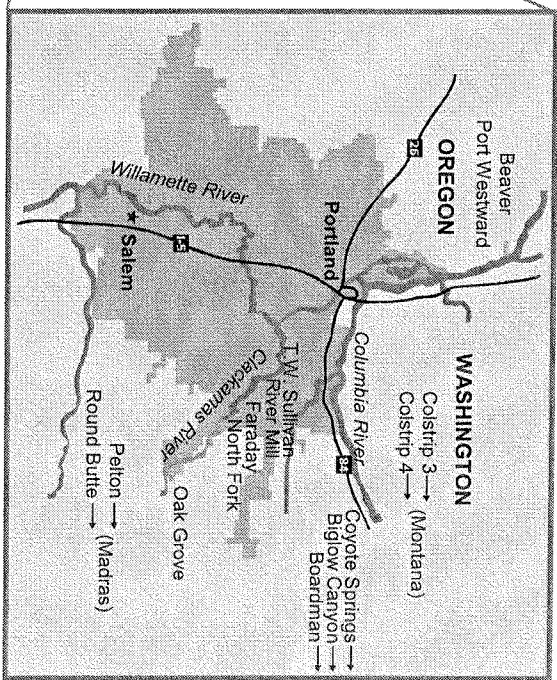 Beaver
Port Westward
OREGON
WASHINGTON
26
Colstrip 3→
Colstrip 4→
(Montana)
Portland
Columbia River
84
Coyote Springs→
Biglow Canyon→
Boardman→
Willamette River
T.W. Sullivan
River Mill
Faraday
North Fork
Clackamas River
Oak Grove
Salem
Pelton→
Round Butte→
(Madras)